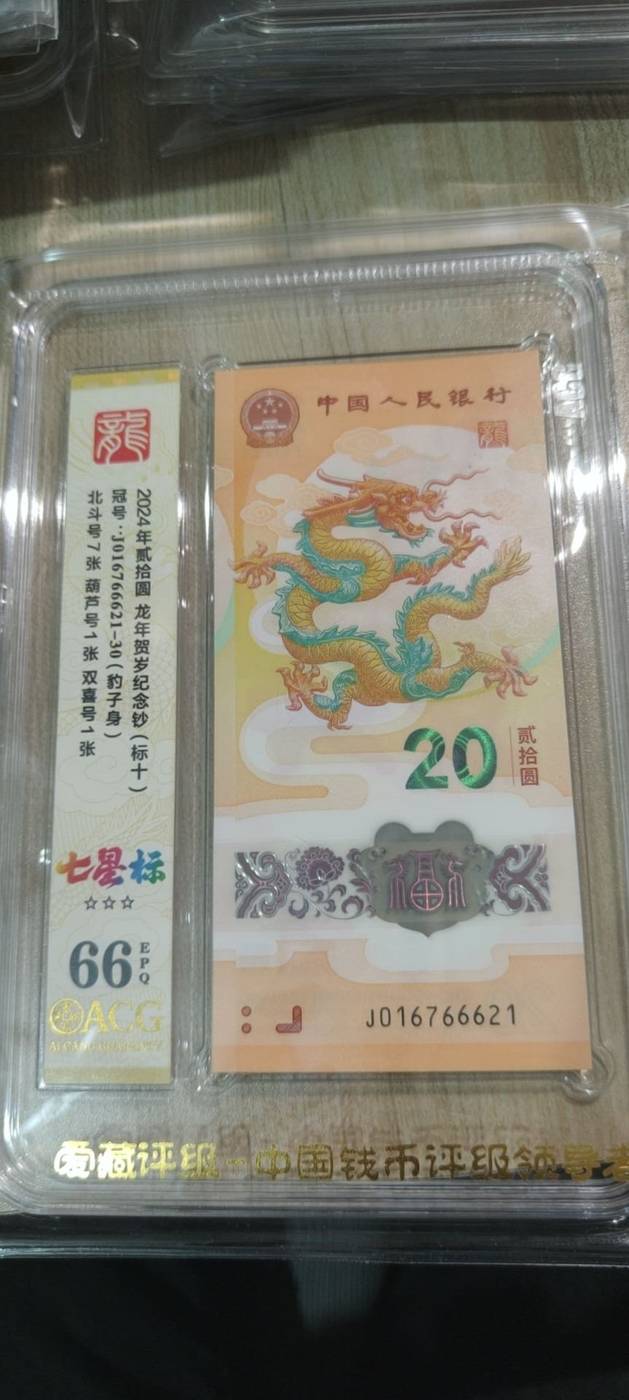 龍
2024年贰拾圆 龙年贺岁纪念钞(标十)
冠号:J016766621-30(豹子身)
北斗号7张 葫芦号1张 双喜号1张
七星标
☆☆☆
66 EPQ
ACG
中国人民银行
龍
20
贰拾圆
福
J016766621
爱藏评级-中国钱币评级领导者